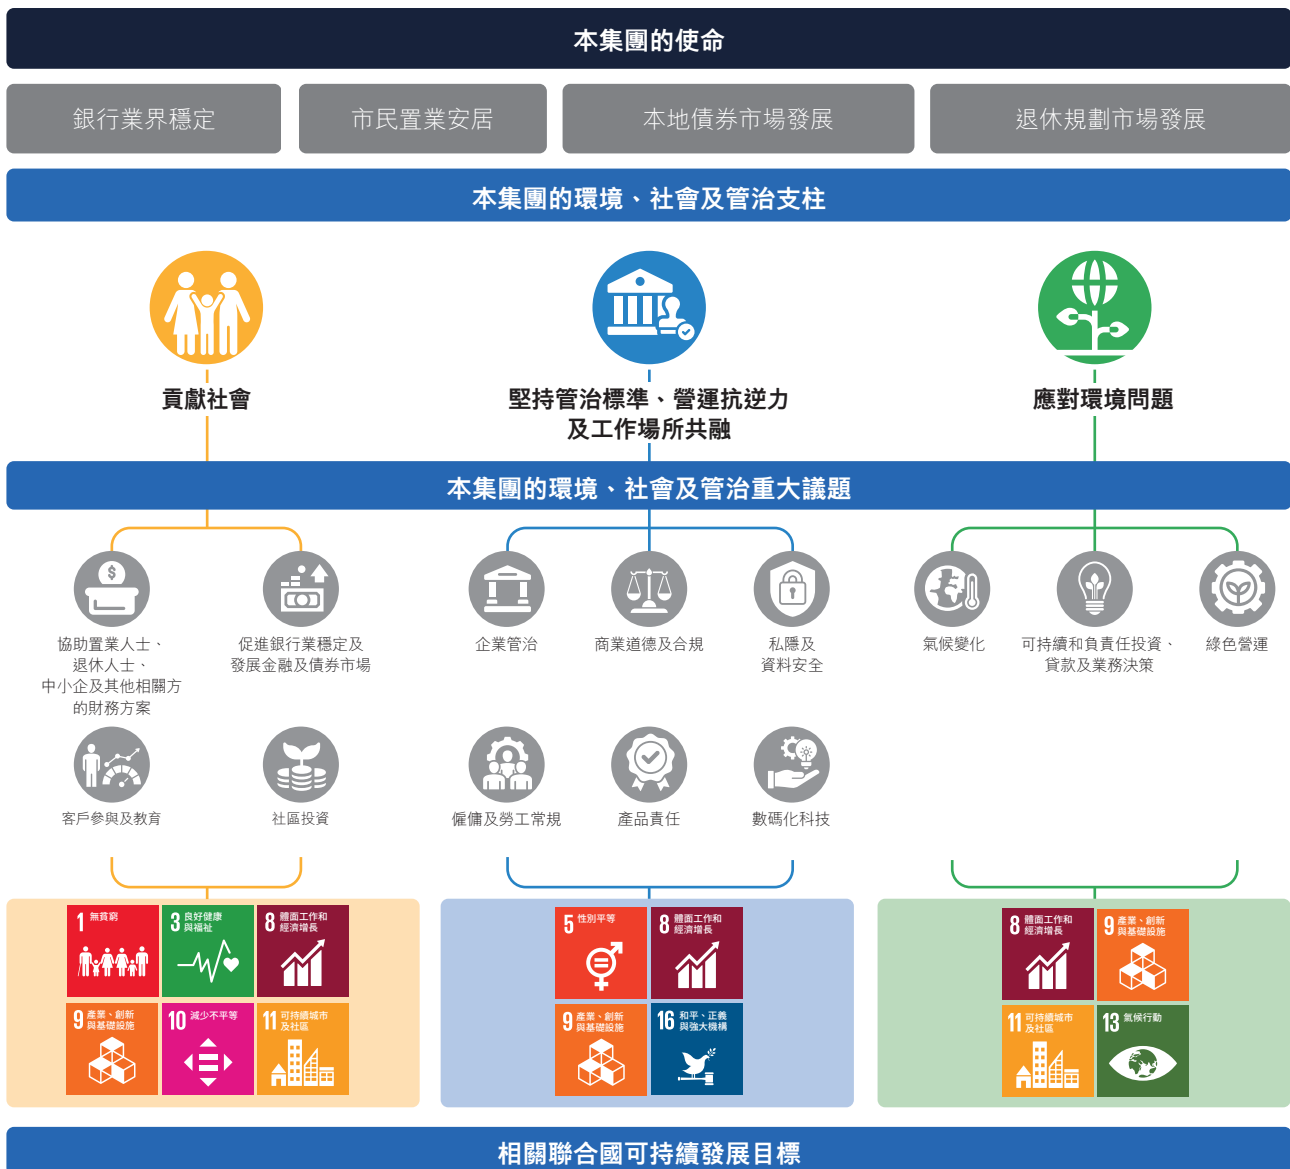 本集團的使命
銀行業界穩定
市民置業安居
本地債券市場發展
退休規劃市場發展
本集團的環境、社會及管治支柱
貢獻社會
堅持管治標準、營運抗逆力
及工作場所共融
應對環境問題
本集團的環境、社會及管治重大議題
$
協助置業人士、
退休人士、
中小企及其他相關方
的財務方案
促進銀行業穩定及
發展金融及債券市場
企業管治
商業道德及合規
私隱及
資料安全
氣候變化
可持續和負責任投資、
貸款及業務決策
綠色營運
客戶參與及教育
社區投資
僱傭及勞工常規
產品責任
數碼化科技
1 無貧窮
3 良好健康
與福祉
8 體面工作和
經濟增長
9 產業、創新
與基礎設施
10 減少不平等
11 可持續城市
及社區
5 性別平等
8 體面工作和
經濟增長
9 產業、創新
與基礎設施
16 和平、正義
與強大機構
8 體面工作和
經濟增長
9 產業、創新
與基礎設施
11 可持續城市
及社區
13 氣候行動
相關聯合國可持續發展目標